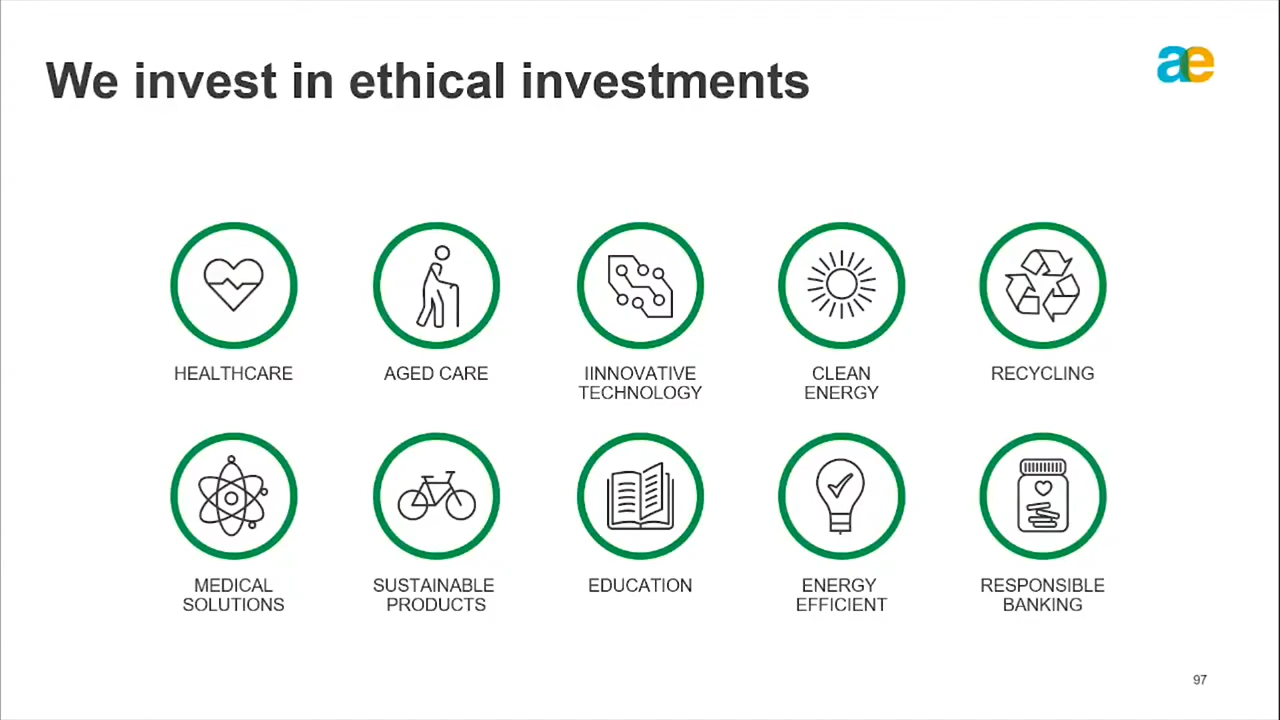 We invest in ethical investments
ae
HEALTHCARE
AGED CARE
IINNOVATIVE
TECHNOLOGY
CLEAN
ENERGY
RECYCLING
MEDICAL
SOLUTIONS
SUSTAINABLE
PRODUCTS
EDUCATION
ENERGY
EFFICIENT
RESPONSIBLE
BANKING
97